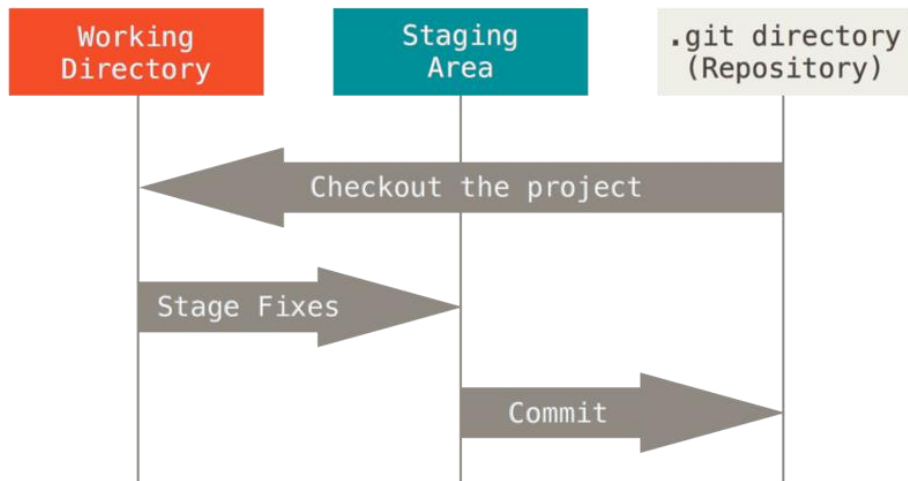 Working
Directory
Staging
Area
.git directory
(Repository)
Checkout the project
Stage Fixes
Commit